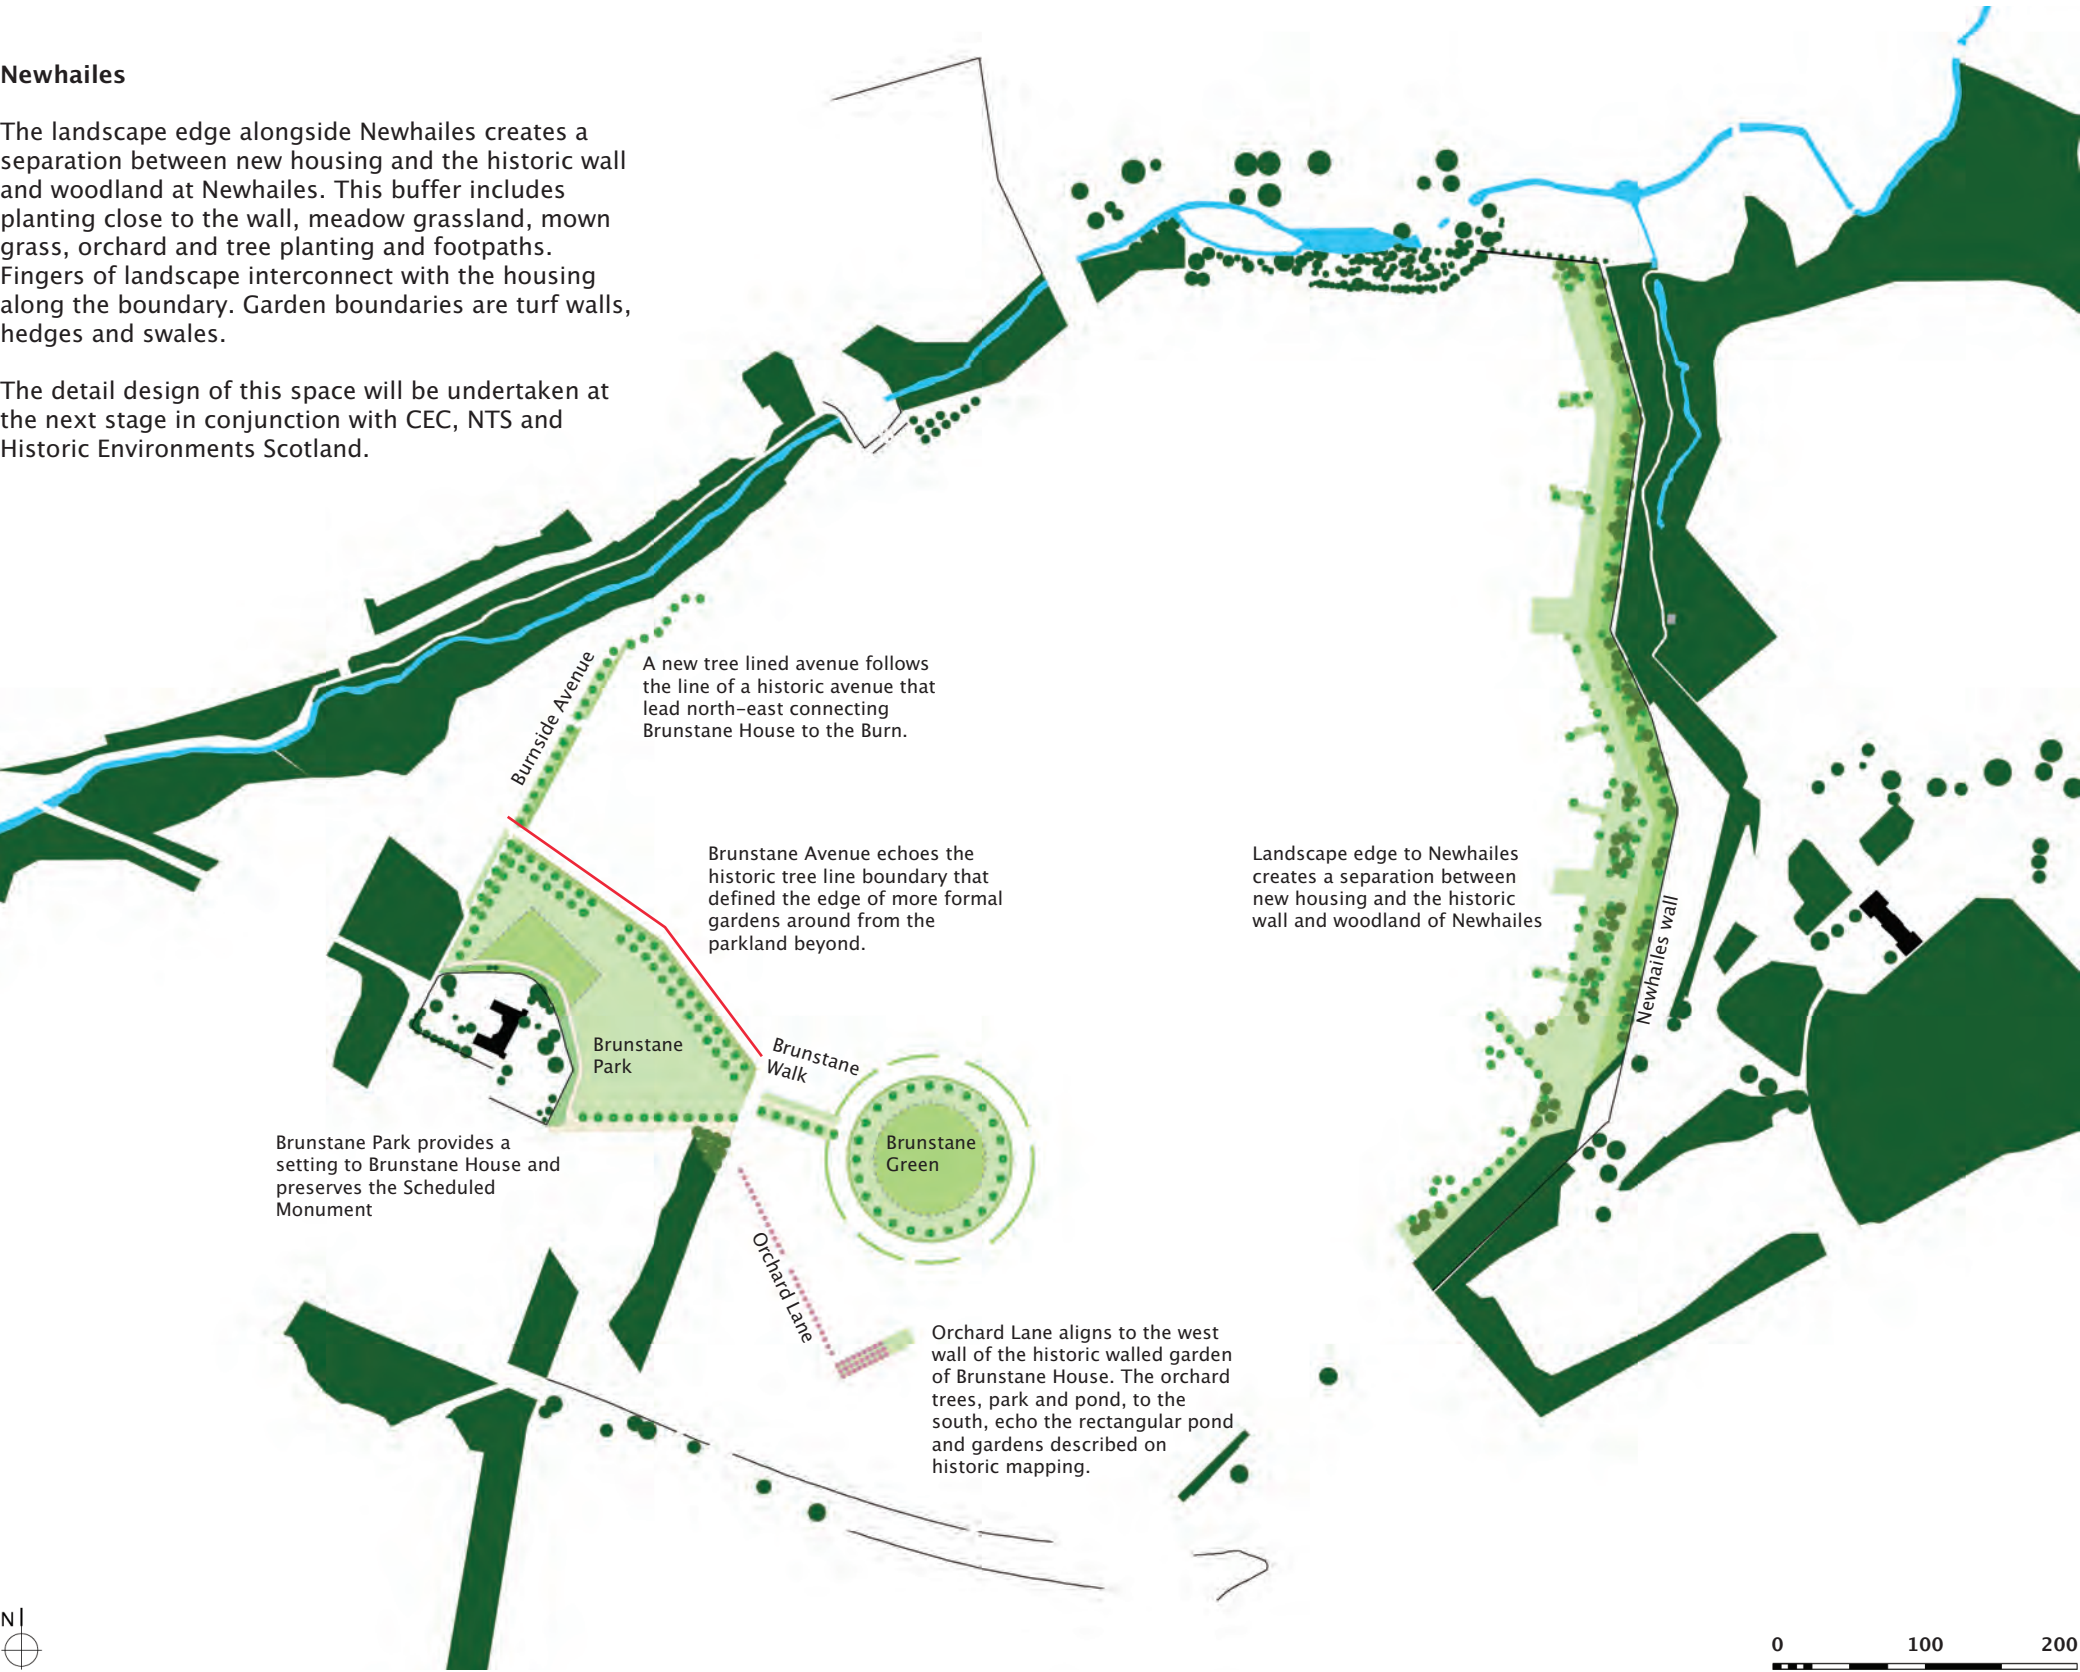 Newhailes
The landscape edge alongside Newhailes creates a
separation between new housing and the historic wall
and woodland at Newhailes. This buffer includes
planting close to the wall, meadow grassland, mown
grass, orchard and tree planting and footpaths.
Fingers of landscape interconnect with the housing
along the boundary. Garden boundaries are turf walls,
hedges and swales.
The detail design of this space will be undertaken at
the next stage in conjunction with CEC, NTS and
Historic Environments Scotland.
Burnside Avenue
A new tree lined avenue follows
the line of a historic avenue that
lead north-east connecting
Brunstane House to the Burn.
Brunstane Avenue echoes the
historic tree line boundary that
defined the edge of more formal
gardens around from the
parkland beyond.
Landscape edge to Newhailes
creates a separation between
new housing and the historic
wall and woodland of Newhailes
Newhailes wall
Brunstane
Park
Brunstane
Walk
Brunstane
Green
Brunstane Park provides a
setting to Brunstane House and
preserves the Scheduled
Monument
Orchard Lane
Orchard Lane aligns to the west
wall of the historic walled garden
of Brunstane House. The orchard
trees, park and pond, to the
south, echo the rectangular pond
and gardens described on
historic mapping.
N
0 100 200